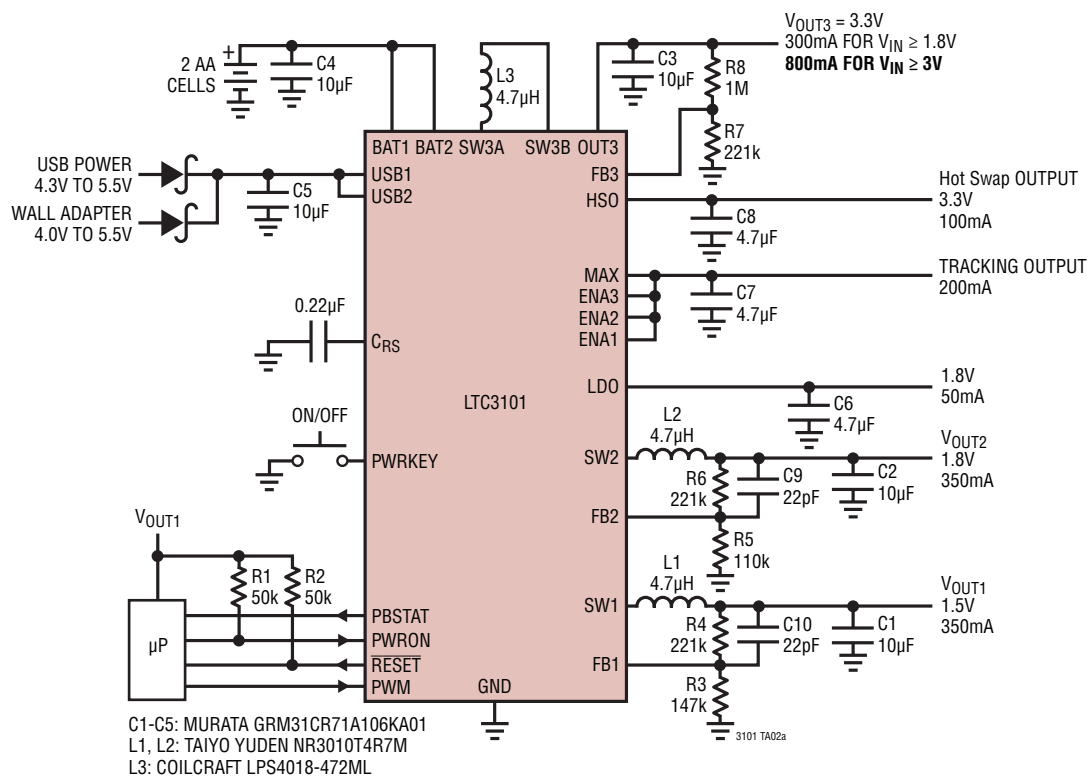 VOUT3 = 3.3V
300mA FOR VIN ≥ 1.8V
800mA FOR VIN ≥ 3V
2 AA
CELLS
+
C4
10µF
L3
4.7µH
C3
10µF
R8
1M
R7
221k
BAT1 BAT2 SW3A SW3B OUT3
USB POWER
4.3V TO 5.5V
WALL ADAPTER
4.0V TO 5.5V
C5
10µF
USB1
USB2
FB3
HSO
Hot Swap OUTPUT
3.3V
100mA
C8
4.7µF
MAX
ENA3
ENA2
ENA1
TRACKING OUTPUT
200mA
C7
4.7µF
0.22µF
CRS
LTC3101
LDO
1.8V
50mA
C6
4.7µF
ON/OFF
PWRKEY
SW2
L2
4.7µH
VOUT2
1.8V
350mA
R6
221k
C9
22pF
C2
10µF
FB2
R5
110k
VOUT1
R1
50k
R2
50k
µP
PBSTAT
PWRON
RESET
PWM
GND
SW1
L1
4.7µH
VOUT1
1.5V
350mA
R4
221k
C10
22pF
C1
10µF
FB1
R3
147k
3101 TA02a
C1-C5: MURATA GRM31CR71A106KA01
L1, L2: TAIYO YUDEN NR3010T4R7M
L3: COILCRAFT LPS4018-472ML